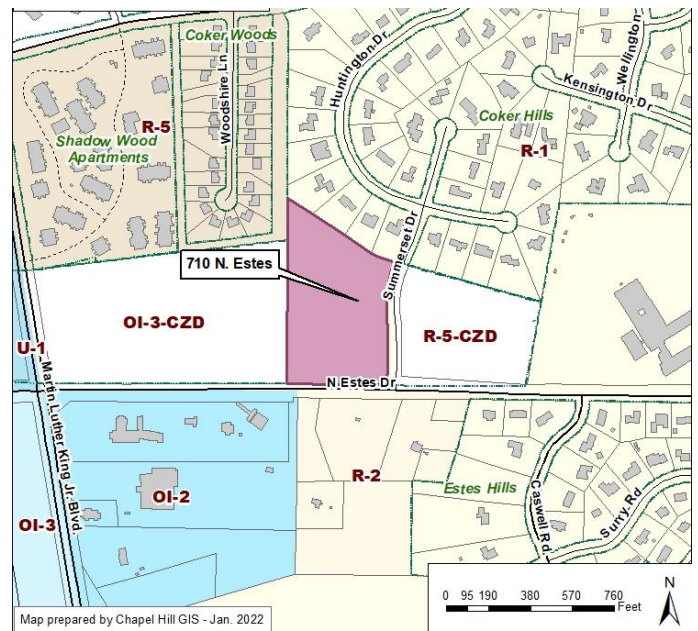 Coker Woods
Woodshire Ln
Huntington Dr
Wellington
Kensington Dr
Shadow Wood
Apartments
R-5
Coker Hills
R-1
Summerset Dr
710 N. Estes
OI-3-CZD
R-5-CZD
U-1
N Estes Dr
Martin Luther King Jr. Blvd.
R-2
OI-2
Estes Hills
Caswell Rd
Surry Rd
OI-3
N
0 95 190 380 570 760
Feet
Map prepared by Chapel Hill GIS - Jan. 2022